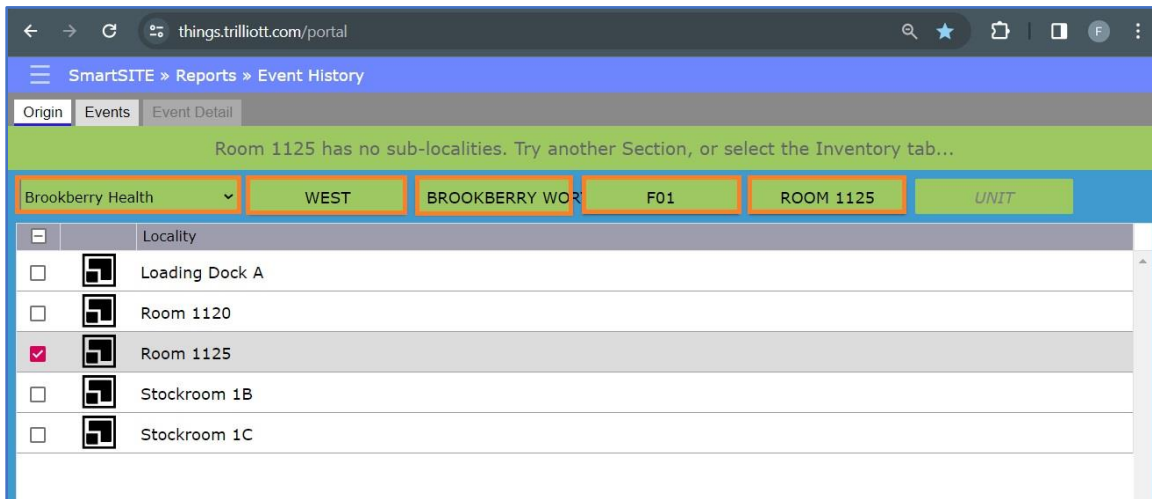 things.trilliott.com/portal
F
SmartSITE » Reports » Event History
Origin Events Event Detail
Room 1125 has no sub-localities. Try another Section, or select the Inventory tab...
Brookberry Health WEST BROOKBERRY WOR F01 ROOM 1125 UNIT
Locality
Loading Dock A
Room 1120
Room 1125
Stockroom 1B
Stockroom 1C